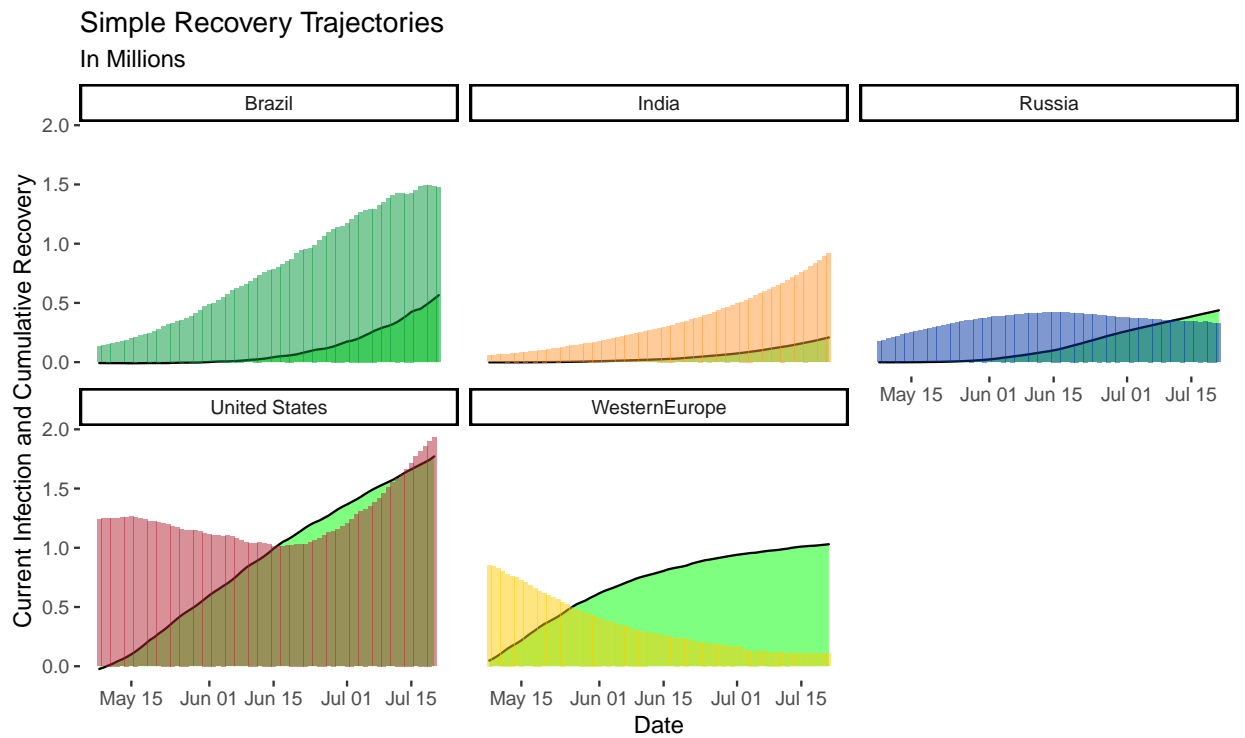 Simple Recovery Trajectories
In Millions
Brazil
India
Russia
2.0
1.5
1.0
0.5
0.0
May 15 Jun 01 Jun 15 Jul 01 Jul 15
United States
WesternEurope
2.0
1.5
1.0
0.5
0.0
May 15 Jun 01 Jun 15 Jul 01 Jul 15
May 15 Jun 01 Jun 15 Jul 01 Jul 15
Date
Current Infection and Cumulative Recovery